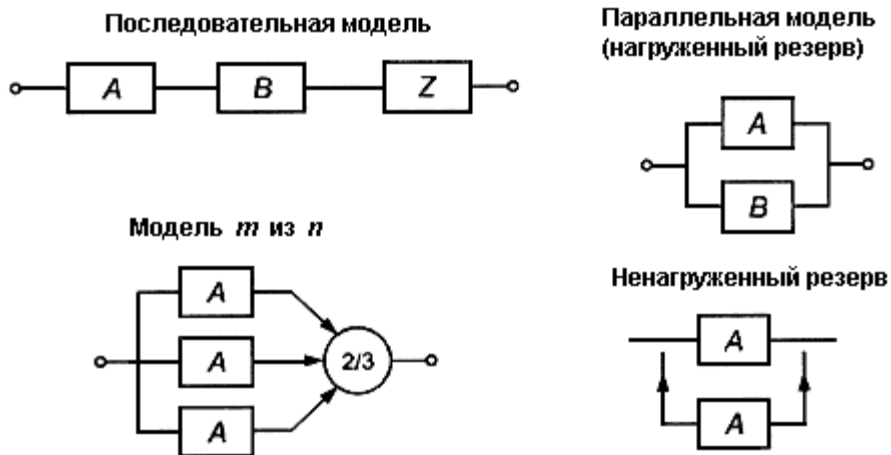 Последовательная модель
A B Z
Параллельная модель
(нагруженный резерв)
A
B
Модель m из n
A
A
2/3
A
Ненагруженный резерв
A
A